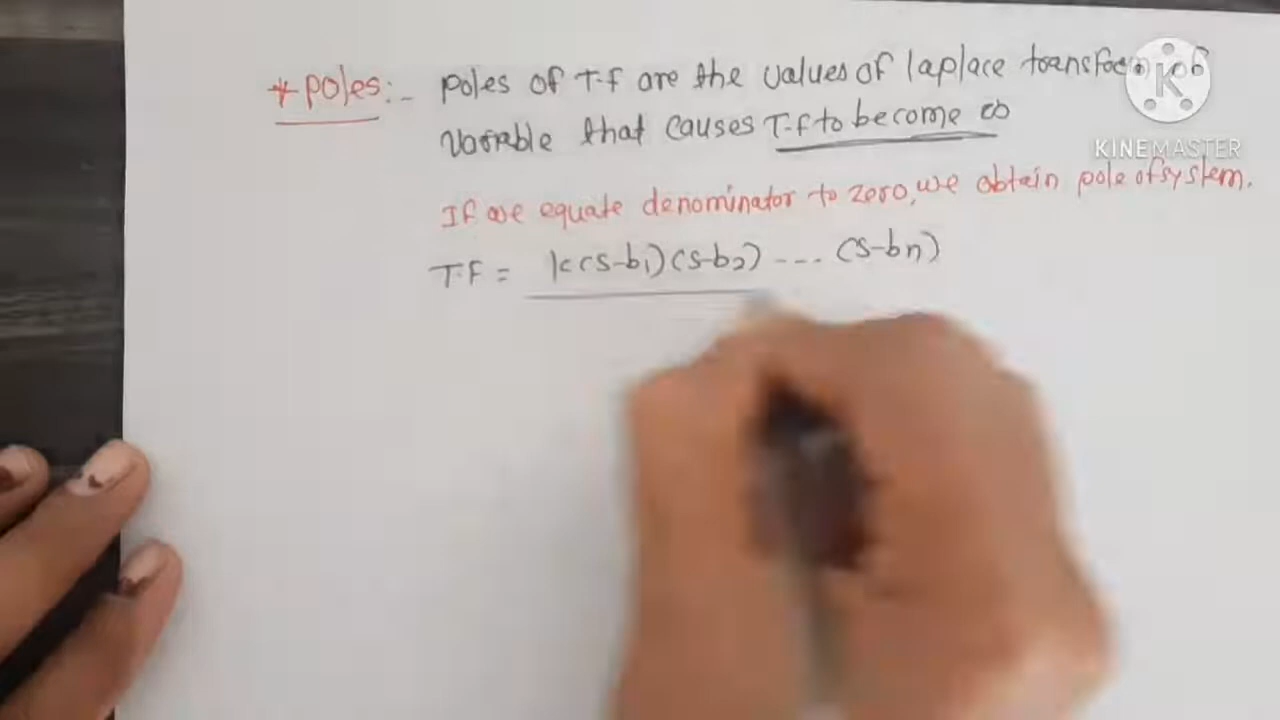 * poles:- poles of T.F are the values of laplace transform of
variable that causes T.F to become ∞
If we equate denominator to zero, we obtain pole of system.
T.F = K(s-b₁)(s-b₂) --- (s-bn)
KINEMASTER